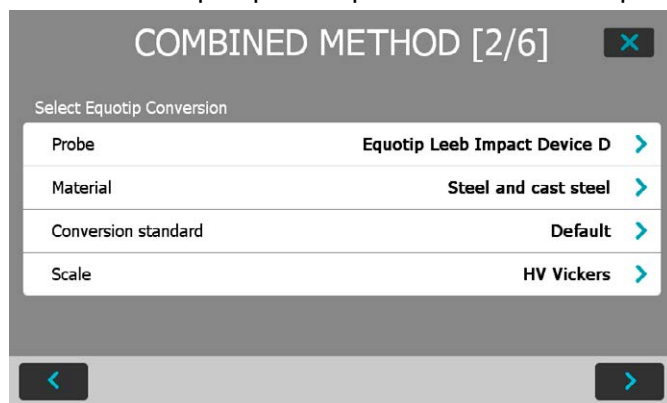 COMBINED METHOD [2/6]
Select Equotip Conversion
Probe Equotip Leeb Impact Device D
Material Steel and cast steel
Conversion standard Default
Scale HV Vickers